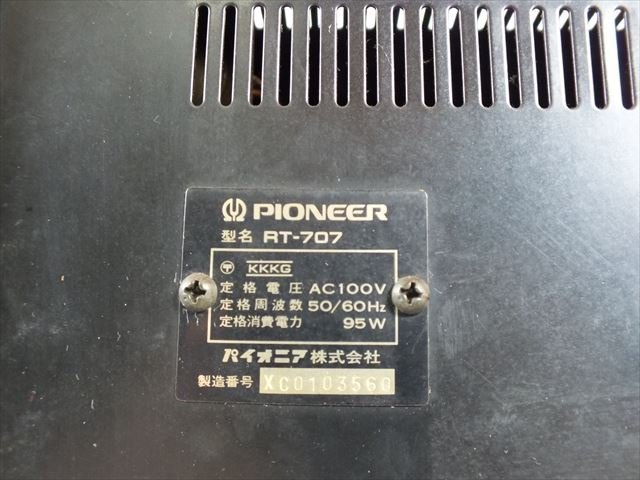 PIONEER
型名 RT-707
〒 KKKG
定格電圧 AC100V
定格周波数 50/60Hz
定格消費電力 95W
パイオニア株式会社
製造番号 XC0103560